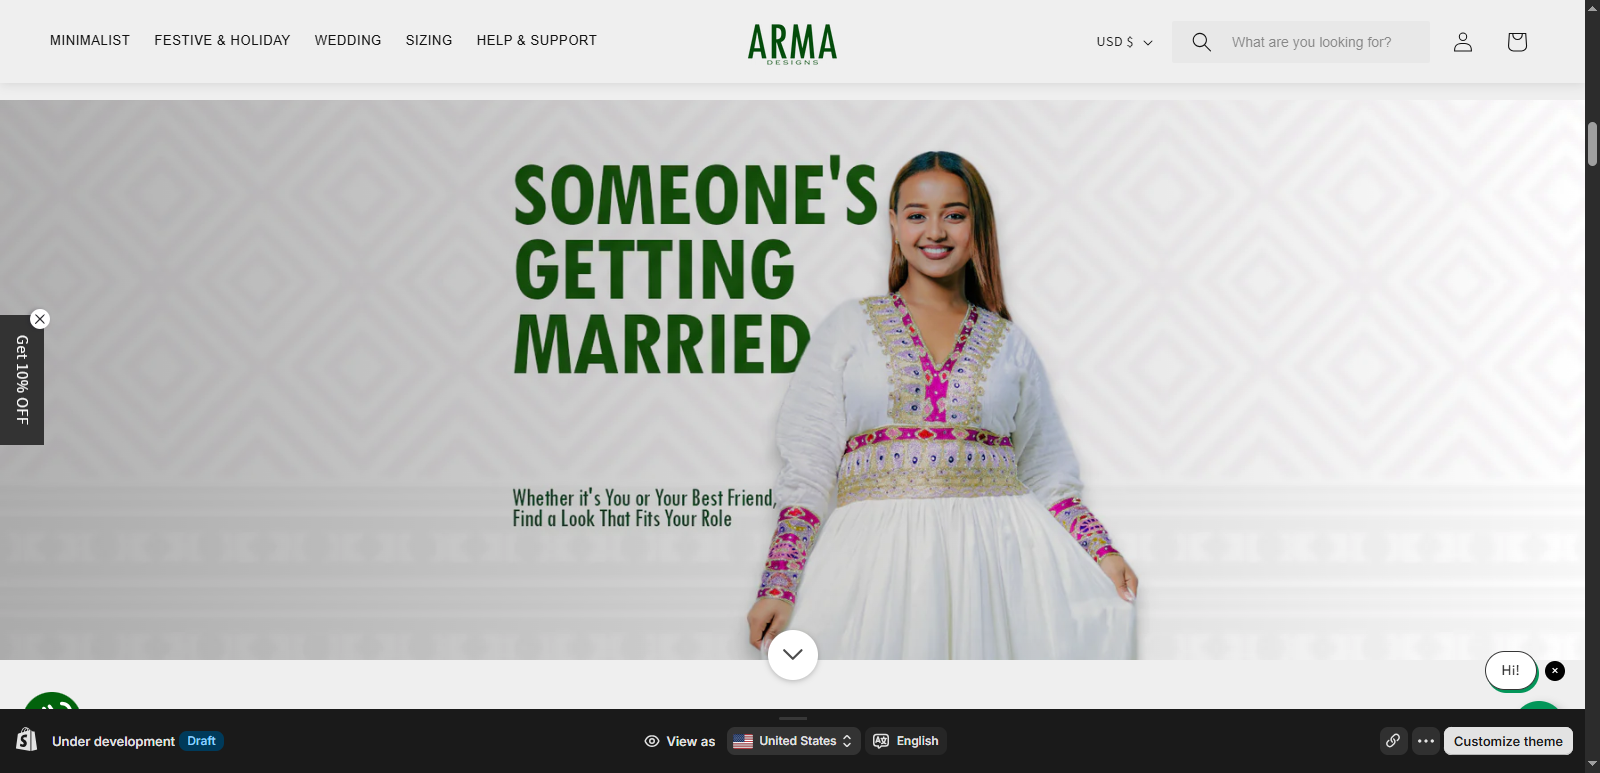 MINIMALIST
FESTIVE & HOLIDAY
WEDDING
SIZING
HELP & SUPPORT
ARMA
DESIGNS
USD $
What are you looking for?
SOMEONE'S
GETTING
MARRIED
Get 10% OFF
Whether it's You or Your Best Friend,
Find a Look That Fits Your Role
Hi!
Under development
Draft
View as
United States
English
Customize theme